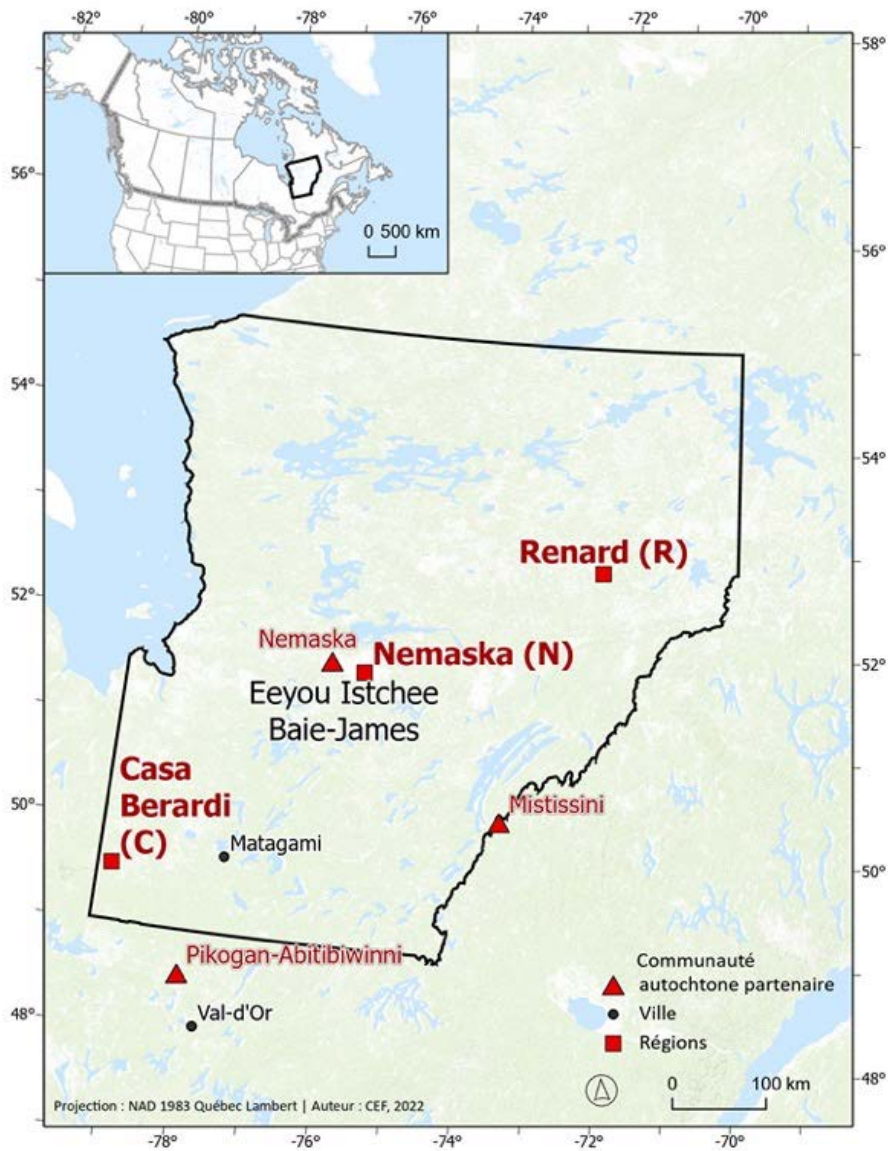 -82° -80° -78° -76° -74° -72° -70°
58°
56°
0 500 km
56°
54°
54°
Renard (R)
52°
Nemaska
Nemaska (N)
52°
Eeyou Istchee
Baie-James
Casa
Berardi
(C)
50°
Mistissini
Matagami
50°
Pikogan-Abitibiwinni
Communauté
autochtone partenaire
48°
Val-d'Or
Ville
Régions
48°
0 100 km
Projection : NAD 1983 Québec Lambert | Auteur : CEF, 2022
-80° -78° -76° -74° -72° -70°